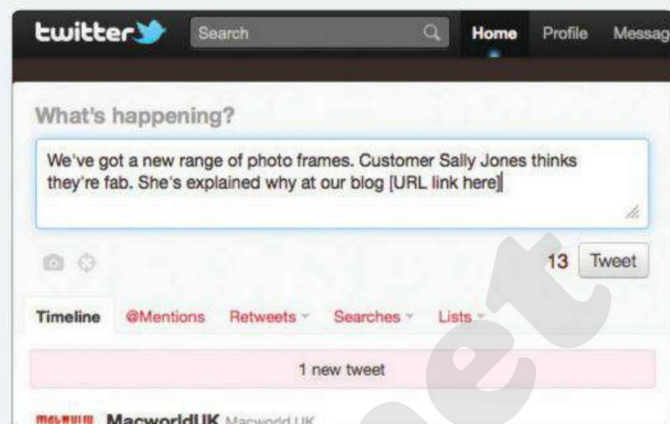 twitter
Search
Home Profile Messag
What's happening?
We've got a new range of photo frames. Customer Sally Jones thinks
they're fab. She's explained why at our blog [URL link here]
13 Tweet
Timeline @Mentions Retweets Searches Lists
1 new tweet
MacworldUK Macworld UK